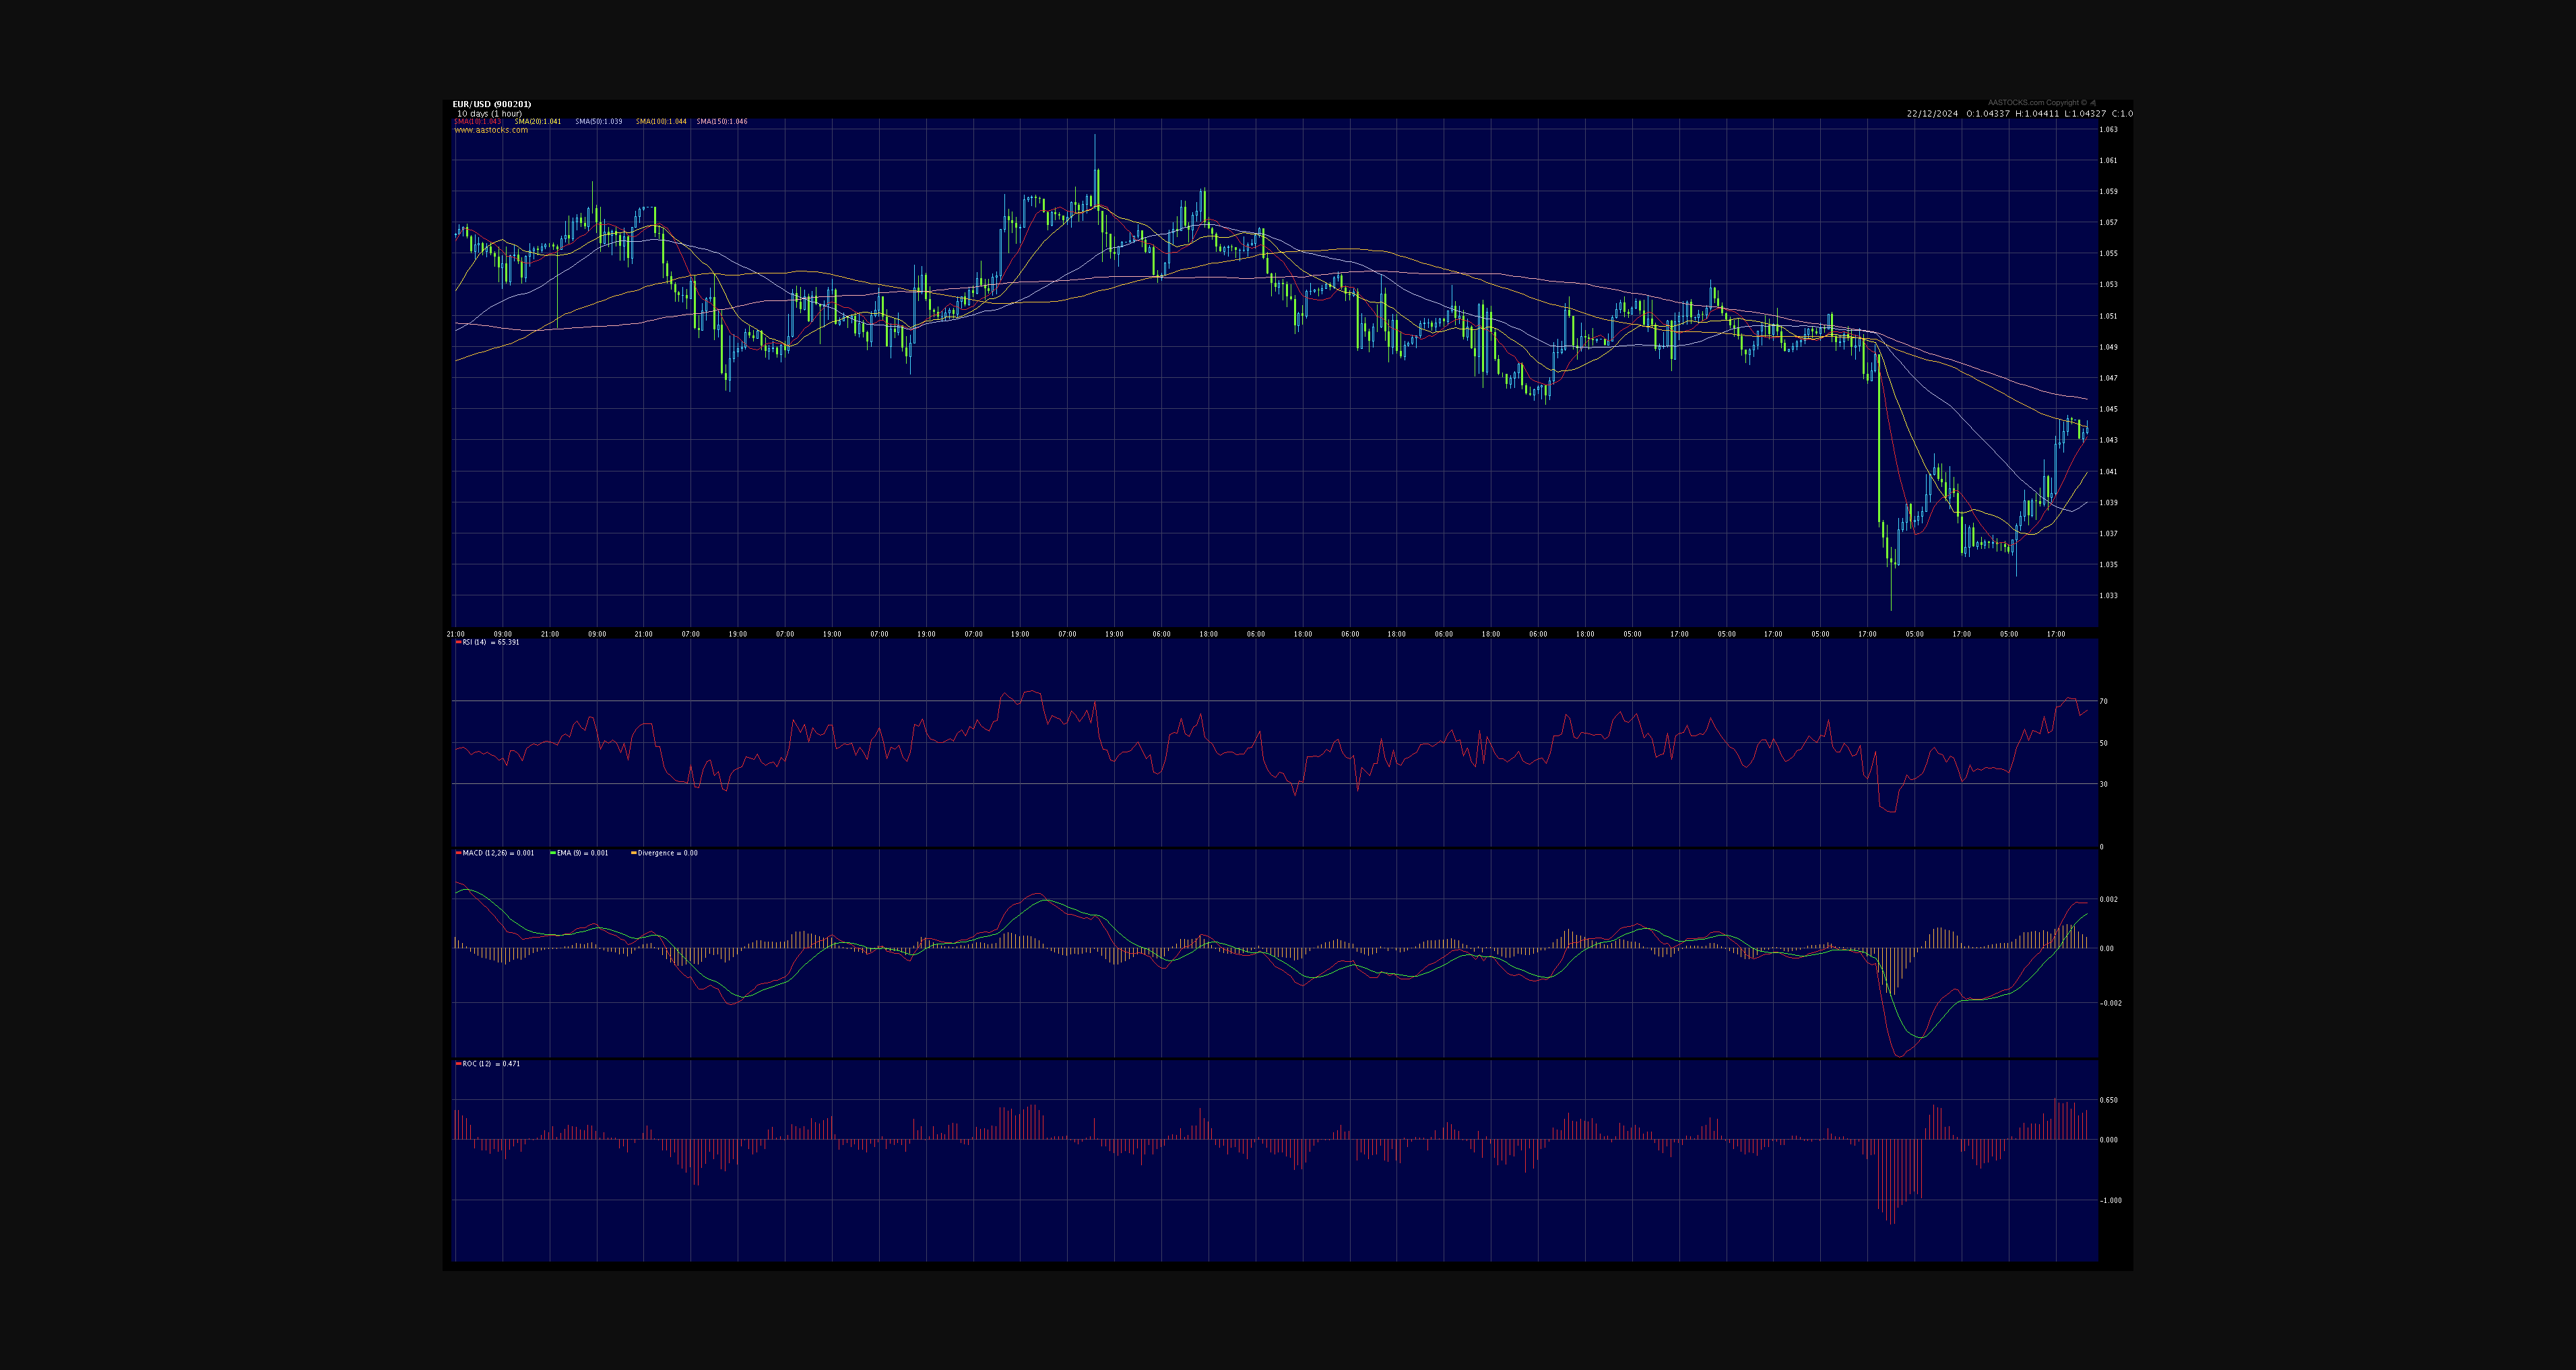 EUR/USD (900201)
AASTOCKS.com Copyright ©
10 days (1 hour)
22/12/2024 O:1.04337 H:1.04411 L:1.04327 C:1.0
SMA(10):1.043 SMA(20):1.041 SMA(50):1.039 SMA(100):1.044 SMA(150):1.046
www.aastocks.com
1.063
1.061
1.059
1.057
1.055
1.053
1.051
1.049
1.047
1.045
1.043
1.041
1.039
1.037
1.035
1.033
21:00 09:00 21:00 09:00 21:00 07:00 19:00 07:00 19:00 07:00 19:00 07:00 19:00 07:00 19:00 06:00 18:00 06:00 18:00 06:00 18:00 06:00 18:00 06:00 18:00 05:00 17:00 05:00 17:00 05:00 17:00 05:00 17:00 05:00 17:00
RSI (14) = 65.391
70
50
30
0
MACD (12,26) = 0.001 EMA (9) = 0.001 Divergence = 0.00
0.002
0.00
-0.002
ROC (12) = 0.471
0.650
0.000
-1.000